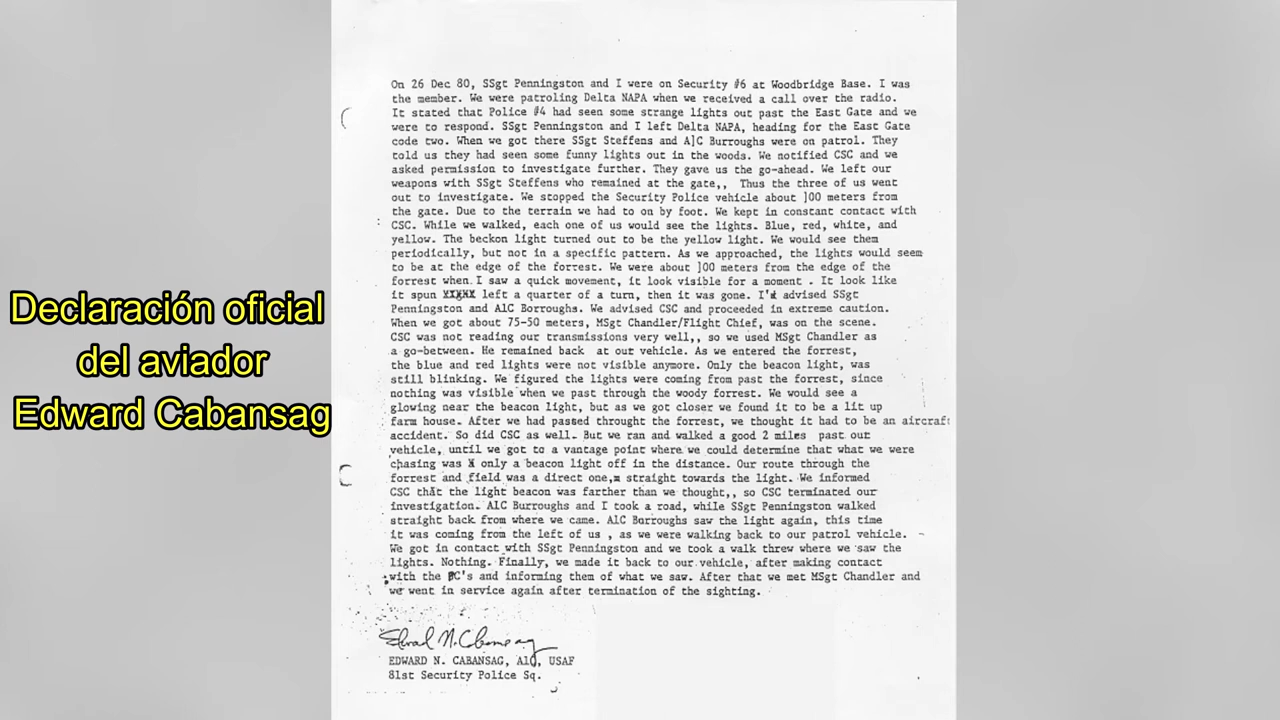 Declaración oficial
del aviador
Edward Cabansag
On 26 Dec 80, SSgt Penningston and I were on Security #6 at Woodbridge Base. I was
the member. We were patroling Delta NAPA when we received a call over the radio.
It stated that Police #4 had seen some strange lights out past the East Gate and we
were to respond. SSgt Penningston and I left Delta NAPA, heading for the East Gate
code two. When we got there SSgt Steffens and A]C Burroughs were on patrol. They
told us they had seen some funny lights out in the woods. We notified CSC and we
asked permission to investigate further. They gave us the go-ahead. We left our
weapons with SSgt Steffens who remained at the gate,, Thus the three of us went
out to investigate. We stopped the Security Police vehicle about ]00 meters from
the gate. Due to the terrain we had to on by foot. We kept in constant contact with
CSC. While we walked, each one of us would see the lights. Blue, red, white, and
yellow. The beckon light turned out to be the yellow light. We would see them
periodically, but not in a specific pattern. As we approached, the lights would seem
to be at the edge of the forrest. We were about ]00 meters from the edge of the
forrest when I saw a quick movement, it look visible for a moment . It look like
it spun XXXXX left a quarter of a turn, then it was gone. I'x advised SSgt
Penningston and A1C Borroughs. We advised CSC and proceeded in extreme caution.
When we got about 75-50 meters, MSgt Chandler/Flight Chief, was on the scene.
CSC was not reading our transmissions very well,, so we used MSgt Chandler as
a go-between. He remained back at our vehicle. As we entered the forrest,
the blue and red lights were not visible anymore. Only the beacon light, was
still blinking. We figured the lights were coming from past the forrest, since
nothing was visible when we past through the woody forrest. We would see a
glowing near the beacon light, but as we got closer we found it to be a lit up
farm house. After we had passed throught the forrest, we thought it had to be an aircraft
accident. So did CSC as well. But we ran and walked a good 2 miles past our
vehicle, until we got to a vantage point where we could determine that what we were
chasing was X only a beacon light off in the distance. Our route through the
forrest and field was a direct one,x straight towards the light. We informed
CSC that the light beacon was farther than we thought,, so CSC terminated our
investigation. A1C Burroughs and I took a road, while SSgt Penningston walked
straight back from where we came. A1C Borroughs saw the light again, this time
it was coming from the left of us , as we were walking back to our patrol vehicle.
We got in contact with SSgt Penningston and we took a walk threw where we saw the
lights. Nothing. Finally, we made it back to our vehicle, after making contact
with the PC's and informing them of what we saw. After that we met MSgt Chandler and
we went in service again after termination of the sighting.
Edward N. Cabansag
EDWARD N. CABANSAG, A1C, USAF
81st Security Police Sq.